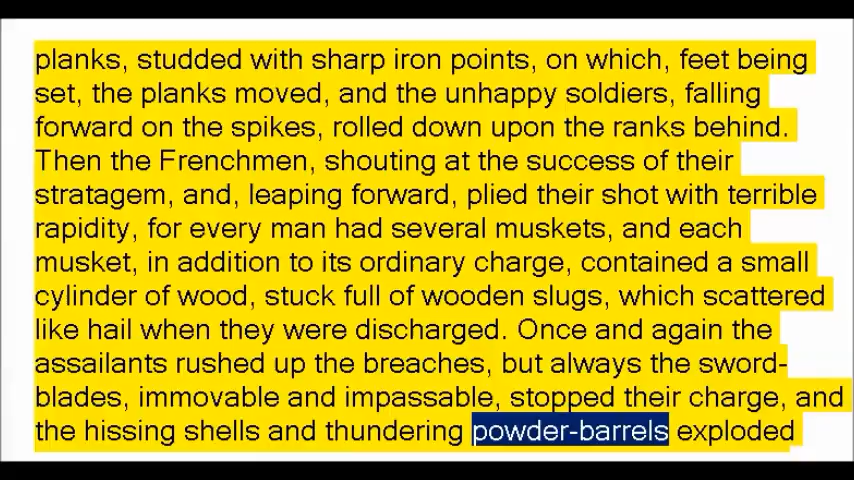 planks, studded with sharp iron points, on which, feet being
set, the planks moved, and the unhappy soldiers, falling
forward on the spikes, rolled down upon the ranks behind.
Then the Frenchmen, shouting at the success of their
stratagem, and, leaping forward, plied their shot with terrible
rapidity, for every man had several muskets, and each
musket, in addition to its ordinary charge, contained a small
cylinder of wood, stuck full of wooden slugs, which scattered
like hail when they were discharged. Once and again the
assailants rushed up the breaches, but always the sword-
blades, immovable and impassable, stopped their charge, and
the hissing shells and thundering powder-barrels exploded